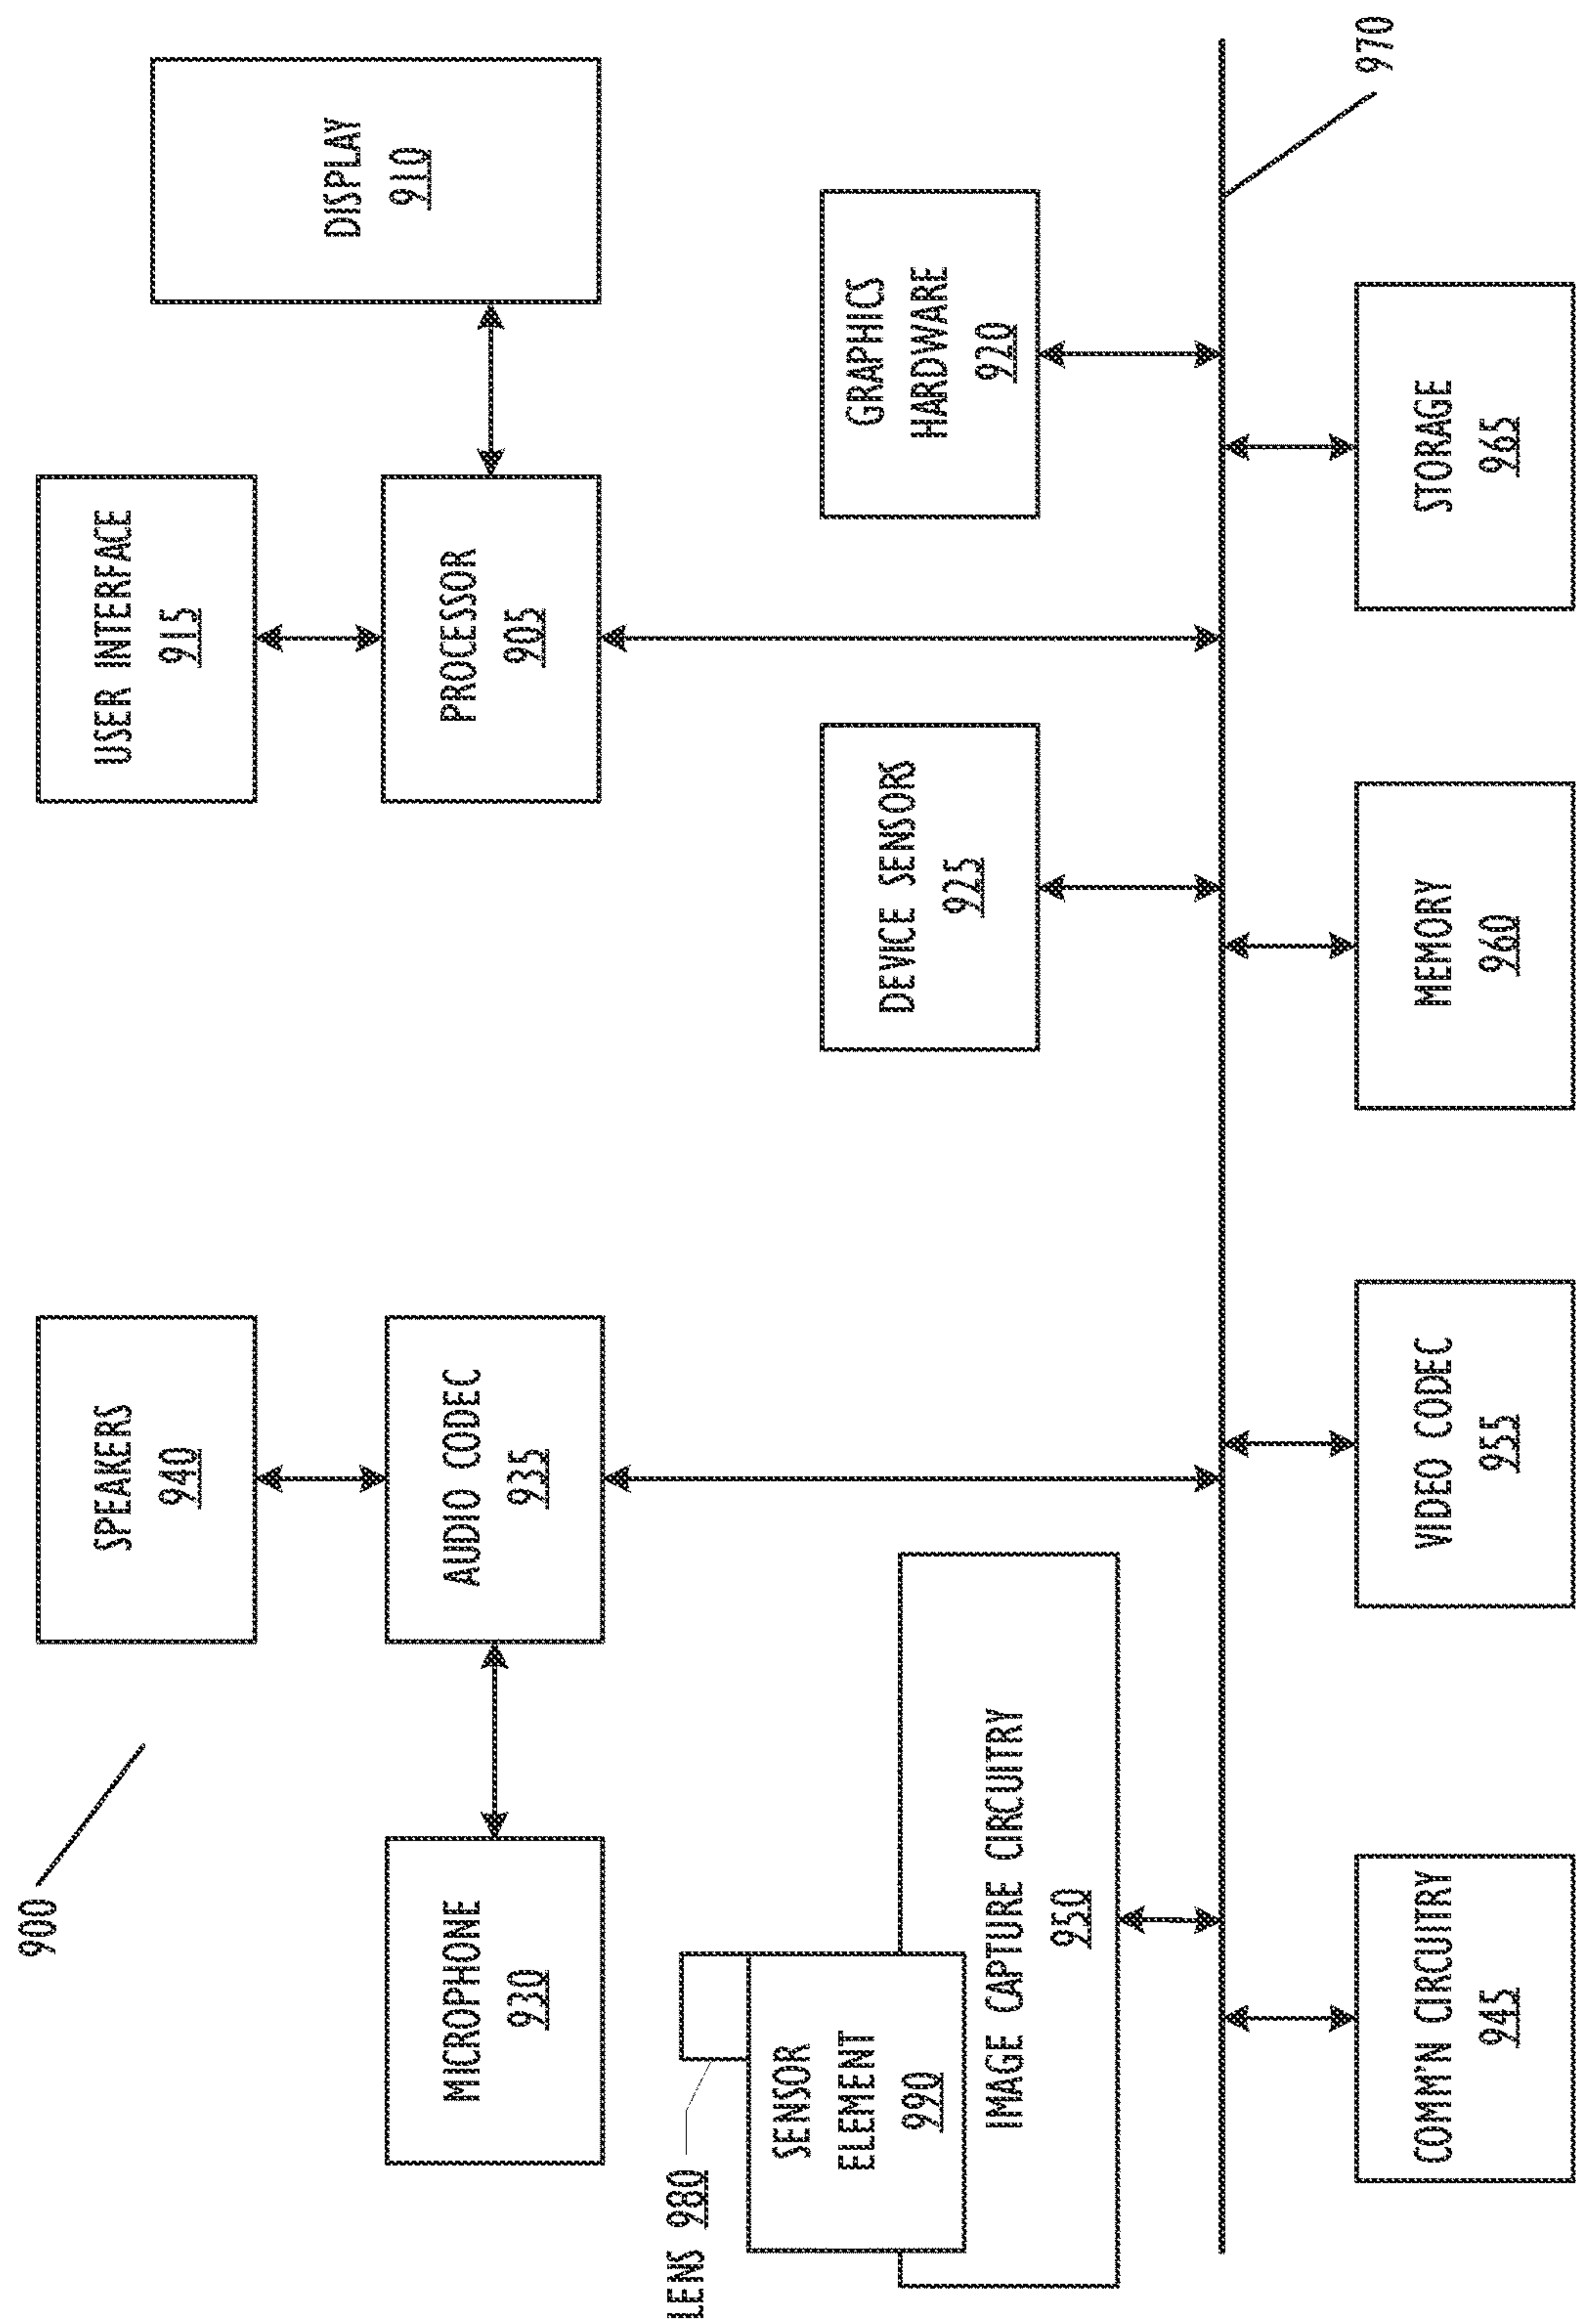 900
SPEAKERS
940
USER INTERFACE
915
DISPLAY
910
MICROPHONE
930
AUDIO CODEC
935
PROCESSOR
905
LENS 980
SENSOR
ELEMENT
990
IMAGE CAPTURE CIRCUITRY
950
DEVICE SENSORS
925
GRAPHICS
HARDWARE
920
970
COMM'N CIRCUITRY
945
VIDEO CODEC
955
MEMORY
960
STORAGE
965